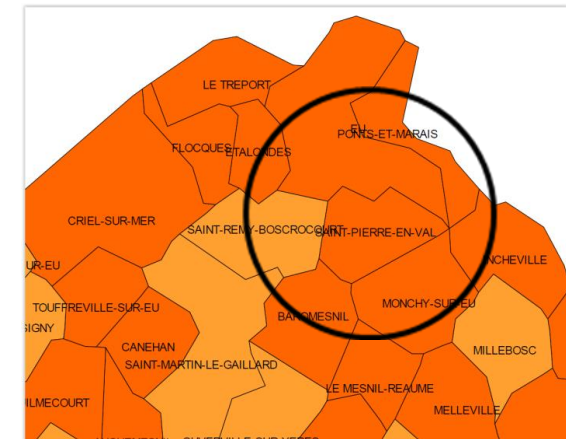 LE TREPORT
EU
PONTS-ET-MARAIS
FLOCQUES
ETALONDES
CRIEL-SUR-MER
SAINT-REMY-BOSCROCOURT
SAINT-PIERRE-EN-VAL
NCHEVILLE
UR-EU
TOUFFREVILLE-SUR-EU
MONCHY-SUR-EU
BAROMESNIL
SIGNY
CANEHAN
MILLEBOSC
SAINT-MARTIN-LE-GAILLARD
LE MESNIL-REAUME
ILMECOURT
MELLEVILLE